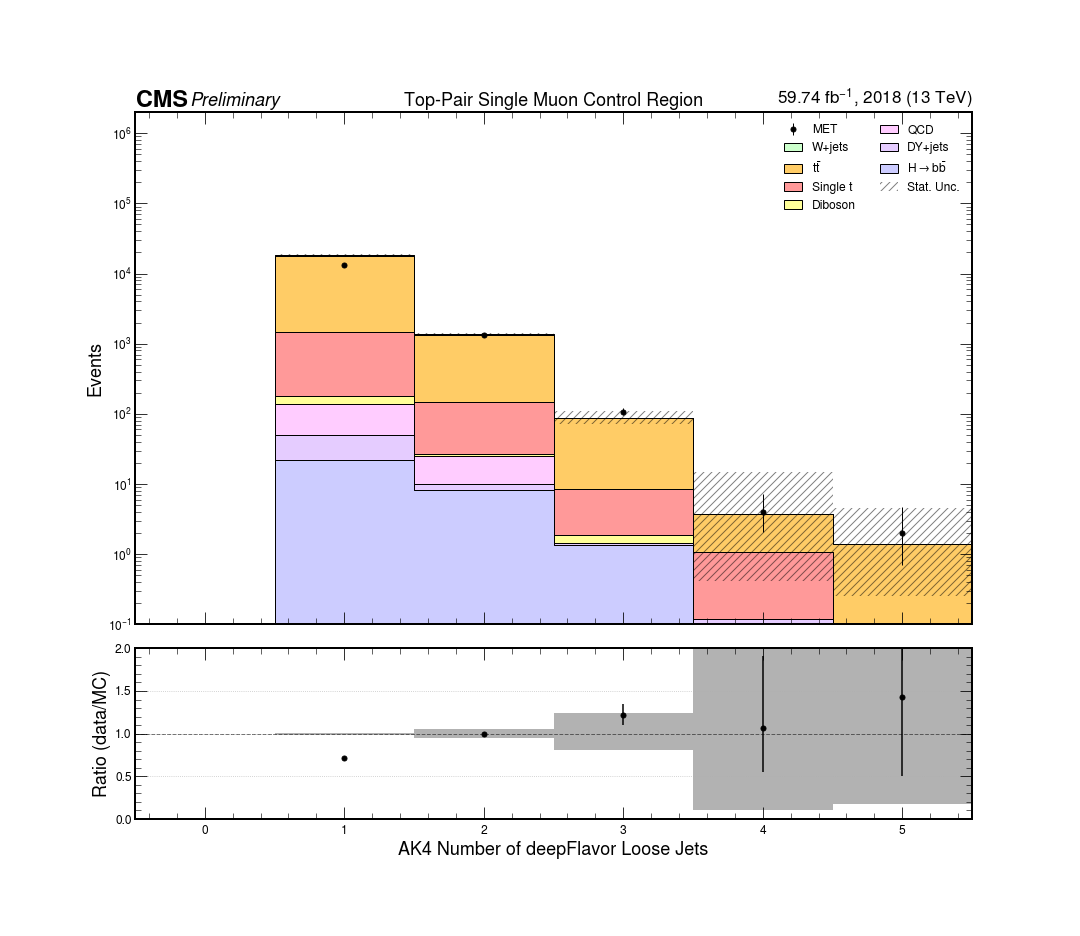 CMS Preliminary Top-Pair Single Muon Control Region 59.74 fb⁻¹, 2018 (13 TeV)
MET
W+jets
tt̄
Single t
Diboson
QCD
DY+jets
H→bb̄
Stat. Unc.
Events
10⁶
10⁵
10⁴
10³
10²
10¹
10⁰
10⁻¹
Ratio (data/MC)
2.0
1.5
1.0
0.5
0.0
0 1 2 3 4 5
AK4 Number of deepFlavor Loose Jets